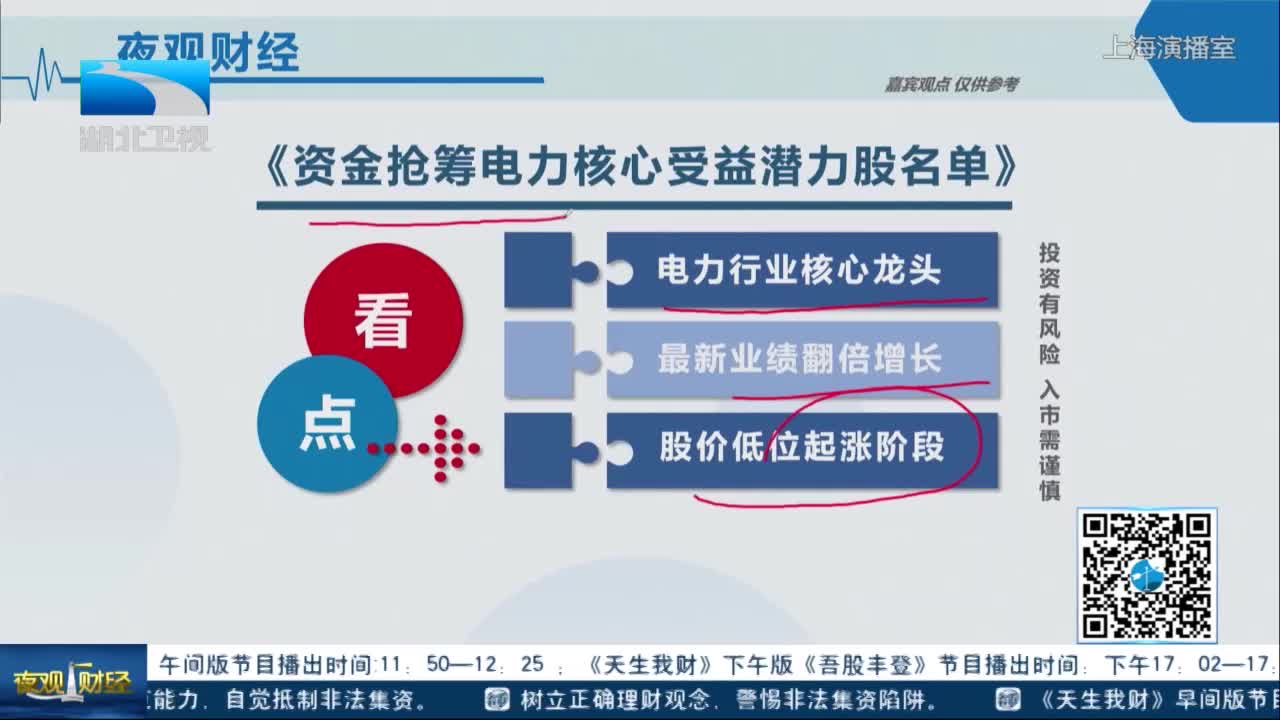 夜观财经
上海演播室
湖北卫视
嘉宾观点 仅供参考
《资金抢筹电力核心受益潜力股名单》
看点
电力行业核心龙头
最新业绩翻倍增长
股价低位起涨阶段
投资有风险 入市需谨慎
夜观财经
午间版节目播出时间:11：50—12：25 ；《天生我财》下午版《吾股丰登》节目播出时间：下午17：02—17:
能力，自觉抵制非法集资。 树立正确理财观念，警惕非法集资陷阱。 《天生我财》早间版节目